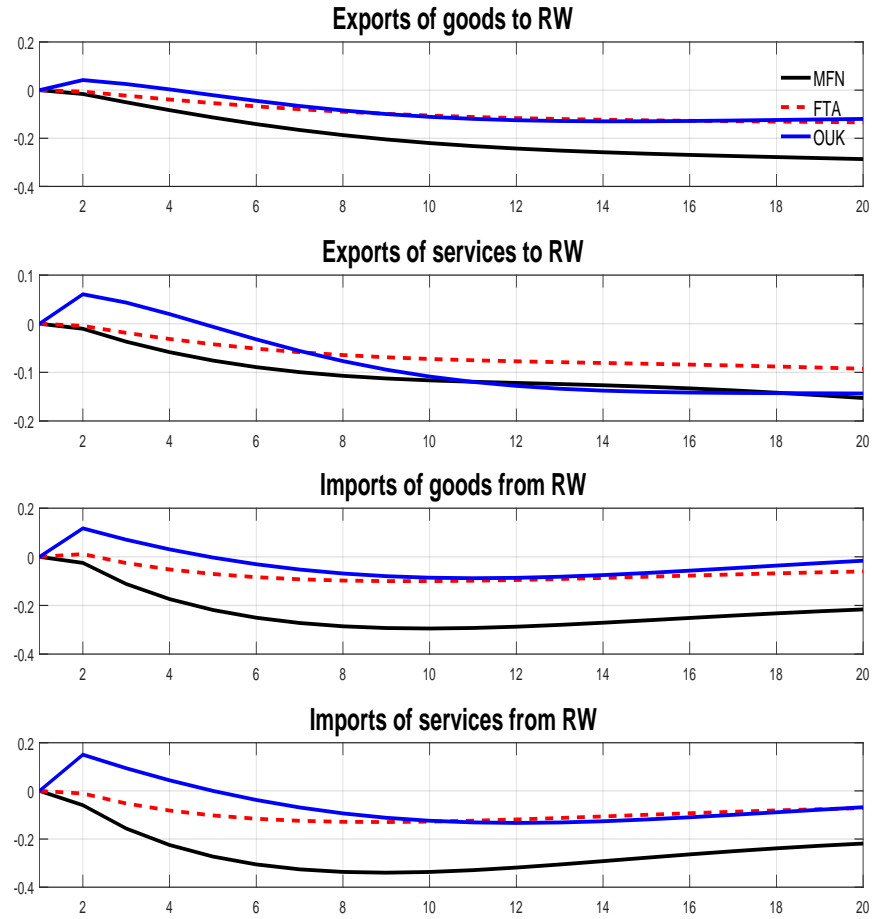 Exports of goods to RW
0.2
0
-0.2
-0.4
MFN
FTA
OUK
2 4 6 8 10 12 14 16 18 20
Exports of services to RW
0.1
0
-0.1
-0.2
2 4 6 8 10 12 14 16 18 20
Imports of goods from RW
0.2
0
-0.2
-0.4
2 4 6 8 10 12 14 16 18 20
Imports of services from RW
0.2
0
-0.2
-0.4
2 4 6 8 10 12 14 16 18 20